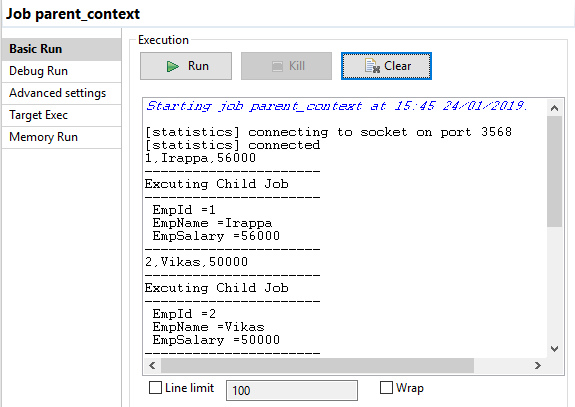 Job parent_context
Basic Run
Debug Run
Advanced settings
Target Exec
Memory Run
Execution
Run
Kill
Clear
Starting job parent_context at 15:45 24/01/2019.
[statistics] connecting to socket on port 3568
[statistics] connected
1,Irappa,56000
-----------------------
Excuting Child Job
-----------------------
EmpId =1
EmpName =Irappa
EmpSalary =56000
-----------------------
2,Vikas,50000
-----------------------
Excuting Child Job
-----------------------
EmpId =2
EmpName =Vikas
EmpSalary =50000
-----------------------
Line limit 100 Wrap